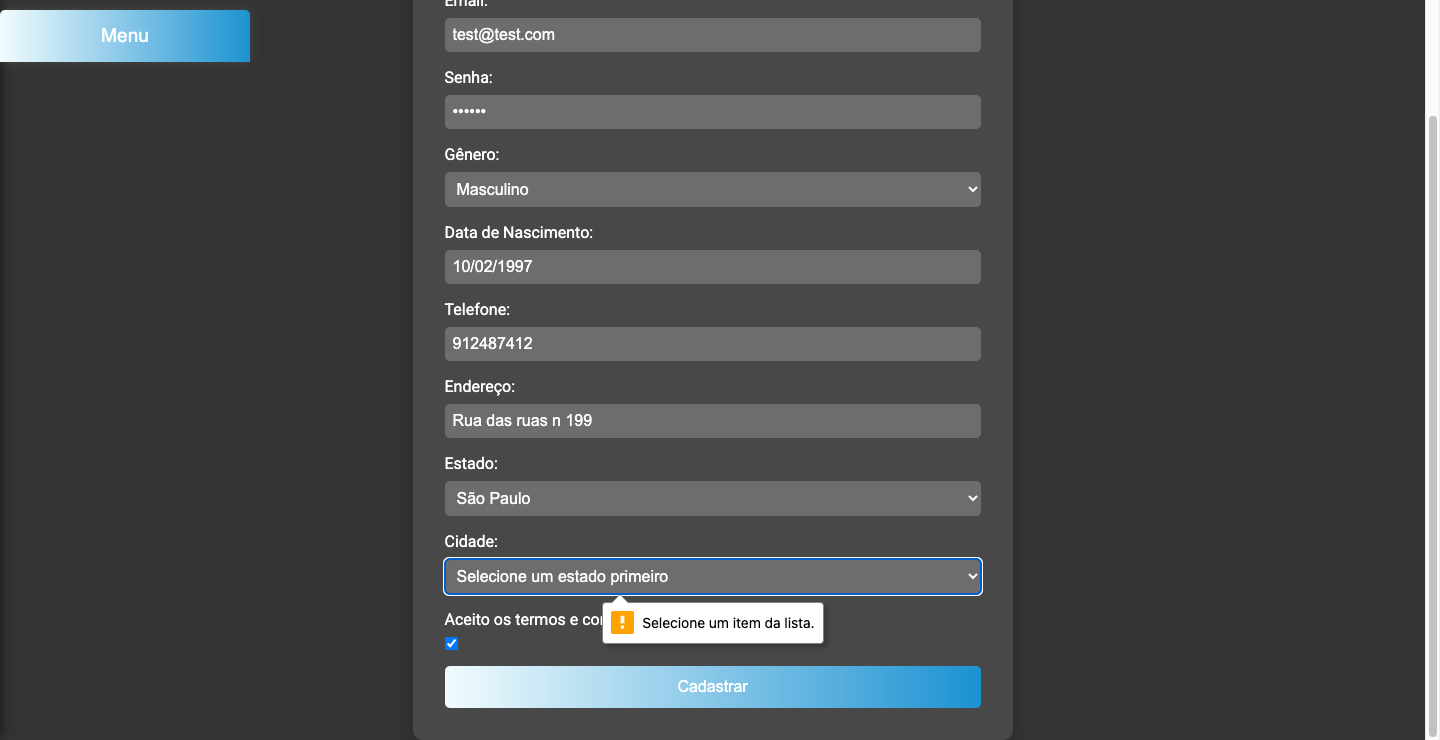 Email:
Menu
test@test.com
Senha:
••••••
Gênero:
Masculino
Data de Nascimento:
10/02/1997
Telefone:
912487412
Endereço:
Rua das ruas n 199
Estado:
São Paulo
Cidade:
Selecione um estado primeiro
Aceito os termos e
Selecione um item da lista.
Cadastrar